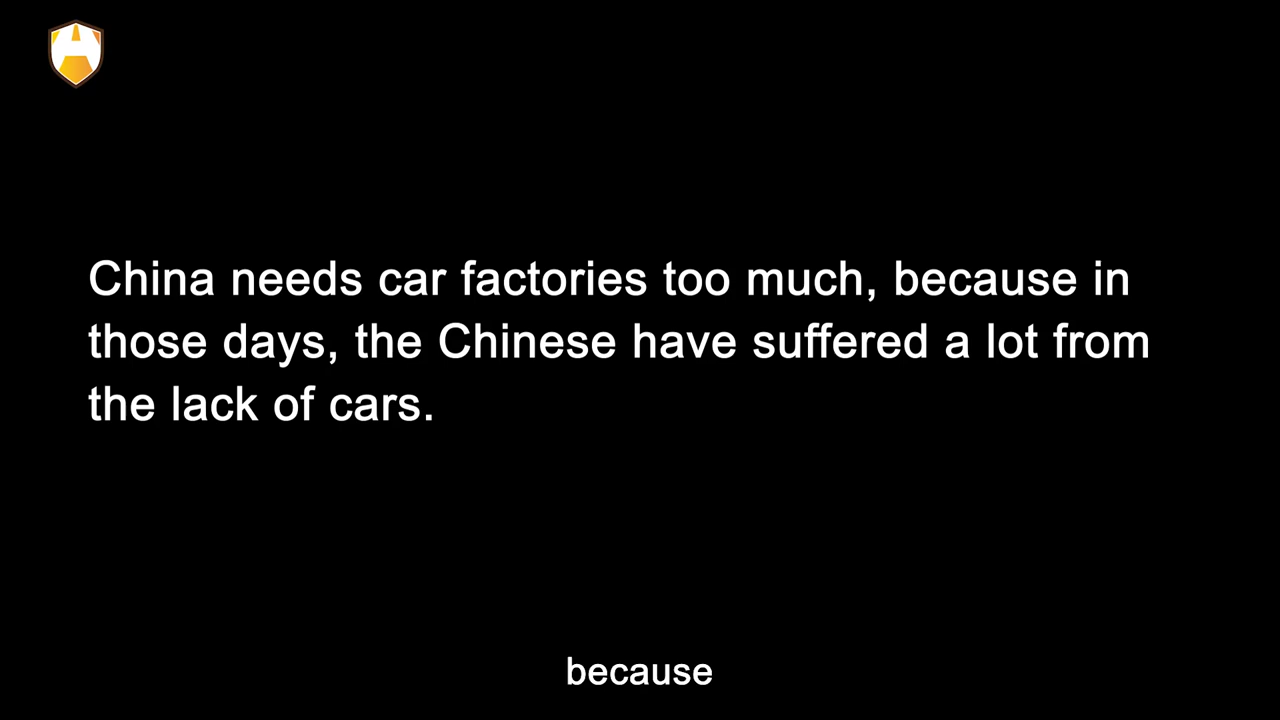 China needs car factories too much, because in
those days, the Chinese have suffered a lot from
the lack of cars.
because